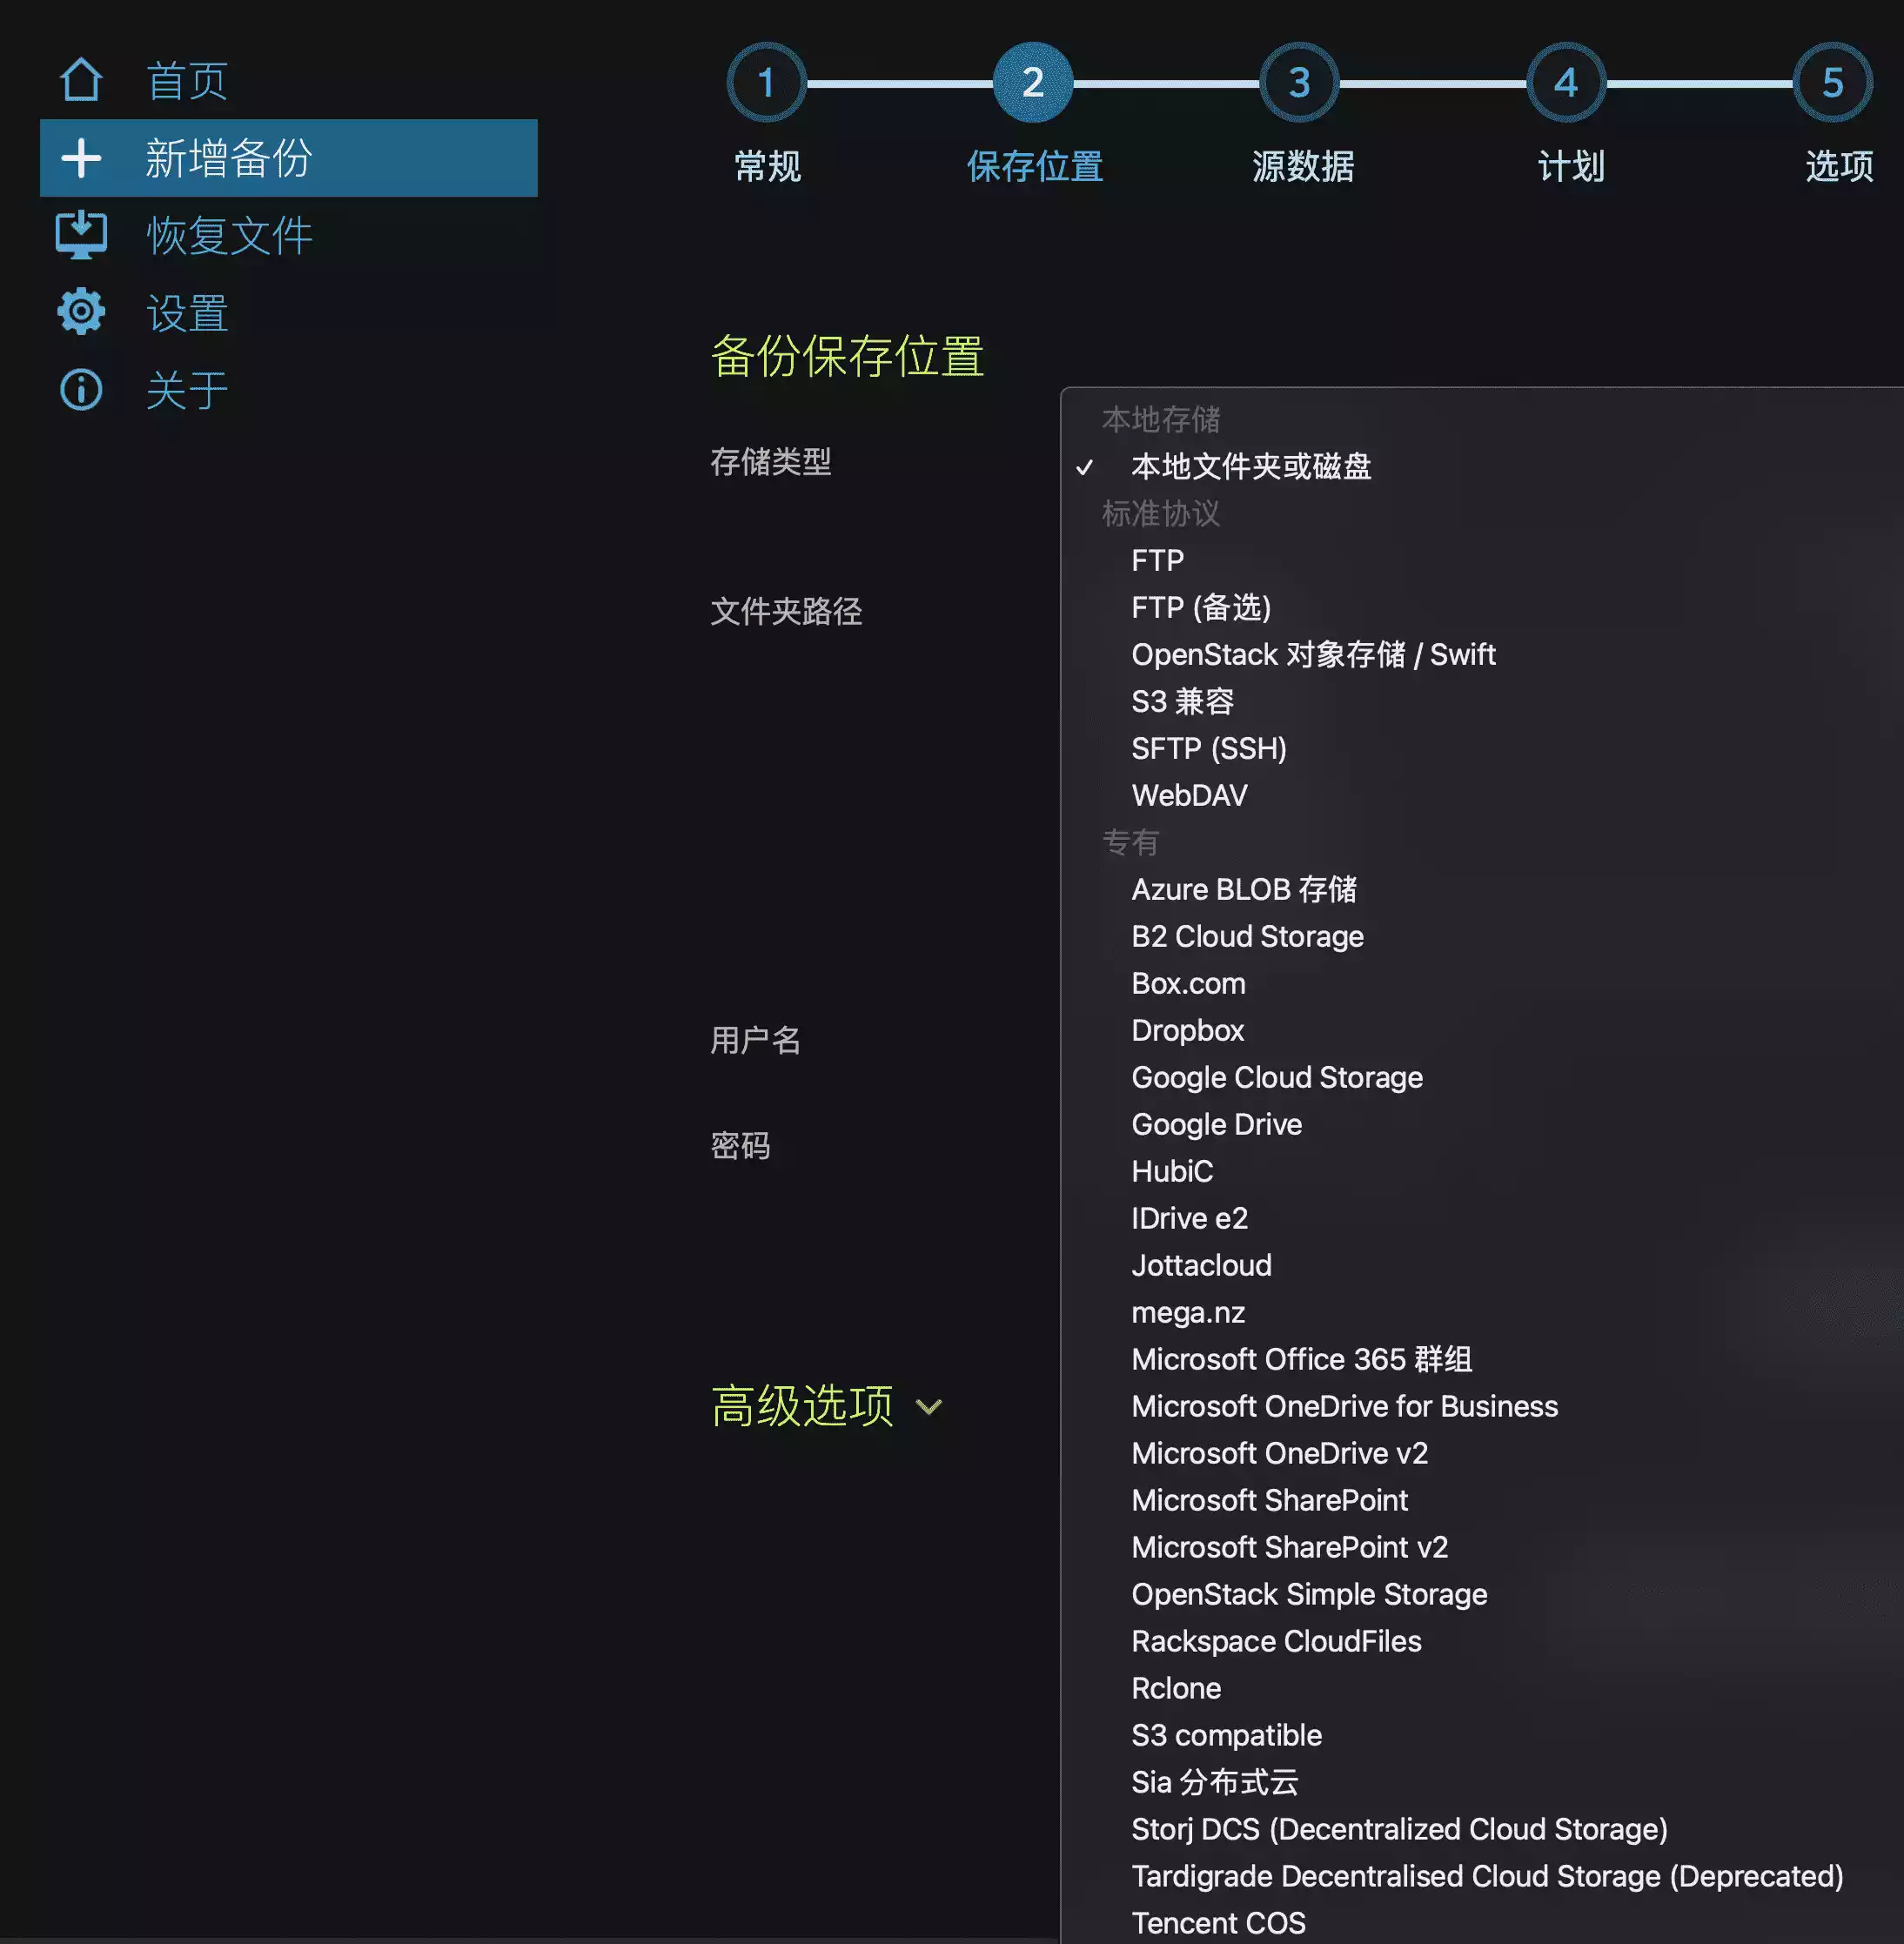 首页
新增备份
恢复文件
设置
关于
1
2
3
4
5
常规
保存位置
源数据
计划
选项
备份保存位置
存储类型
文件夹路径
用户名
密码
高级选项
本地存储
本地文件夹或磁盘
标准协议
FTP
FTP (备选)
OpenStack 对象存储 / Swift
S3 兼容
SFTP (SSH)
WebDAV
专有
Azure BLOB 存储
B2 Cloud Storage
Box.com
Dropbox
Google Cloud Storage
Google Drive
HubiC
IDrive e2
Jottacloud
mega.nz
Microsoft Office 365 群组
Microsoft OneDrive for Business
Microsoft OneDrive v2
Microsoft SharePoint
Microsoft SharePoint v2
OpenStack Simple Storage
Rackspace CloudFiles
Rclone
S3 compatible
Sia 分布式云
Storj DCS (Decentralized Cloud Storage)
Tardigrade Decentralised Cloud Storage (Deprecated)
Tencent COS